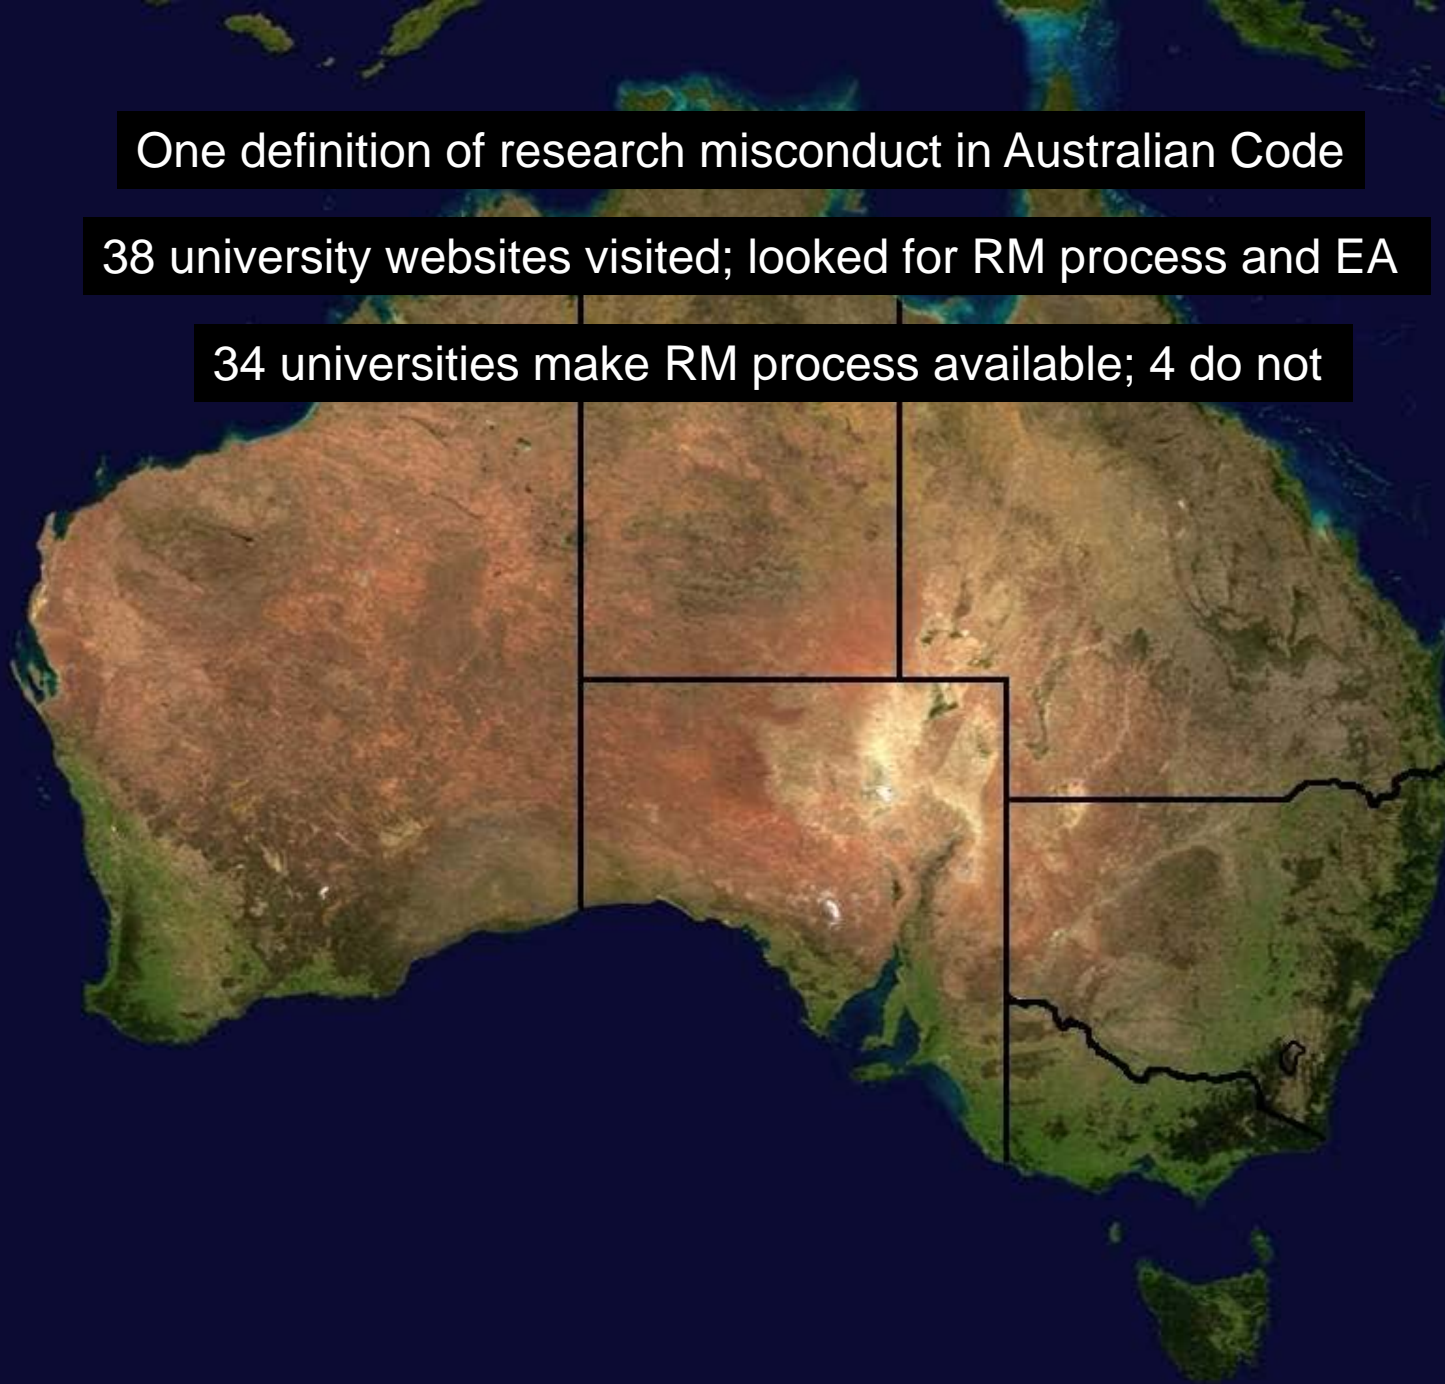 One definition of research misconduct in Australian Code
38 university websites visited; looked for RM process and EA
34 universities make RM process available; 4 do not